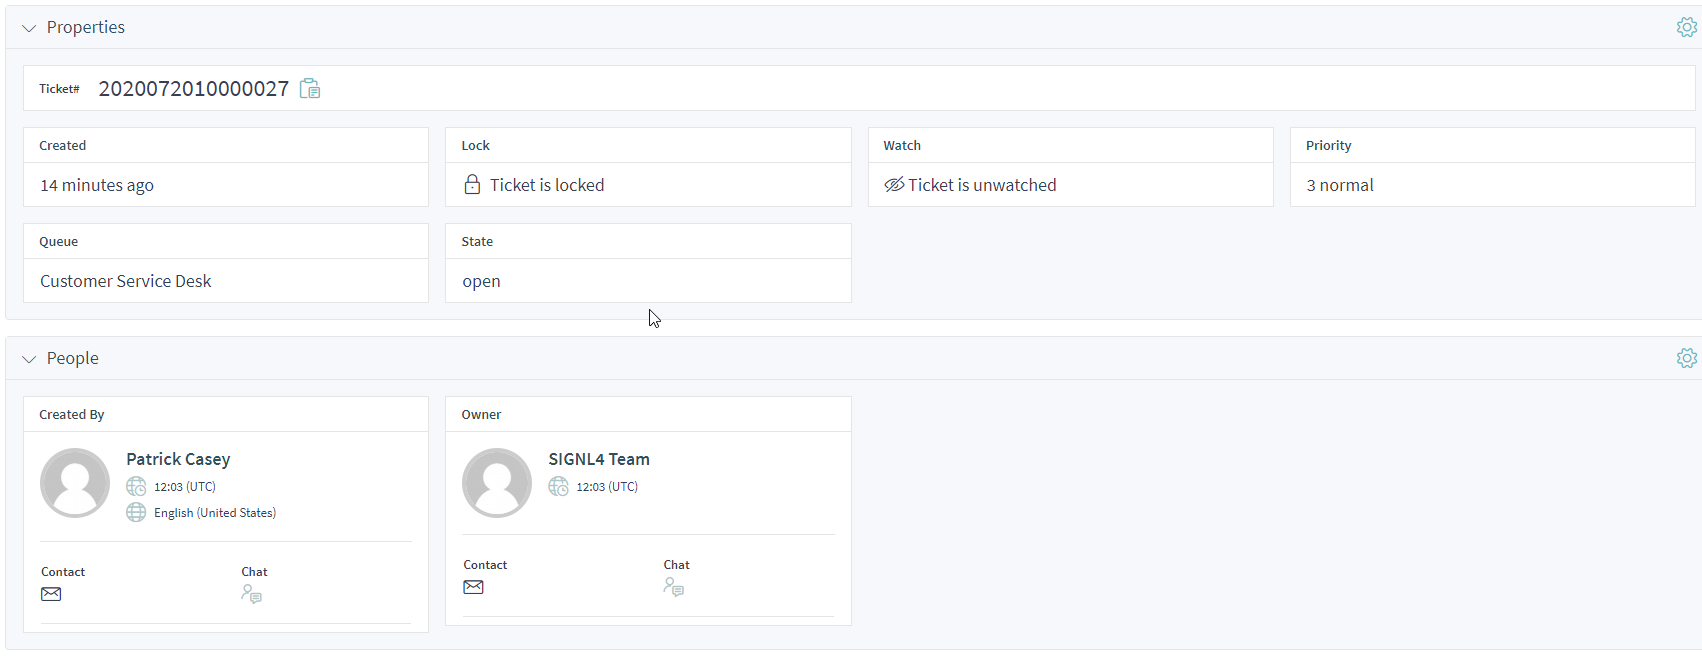 Properties
Ticket# 2020072010000027
Created
14 minutes ago
Lock
Ticket is locked
Watch
Ticket is unwatched
Priority
3 normal
Queue
Customer Service Desk
State
open
People
Created By
Patrick Casey
12:03 (UTC)
English (United States)
Contact
Chat
Owner
SIGNL4 Team
12:03 (UTC)
Contact
Chat